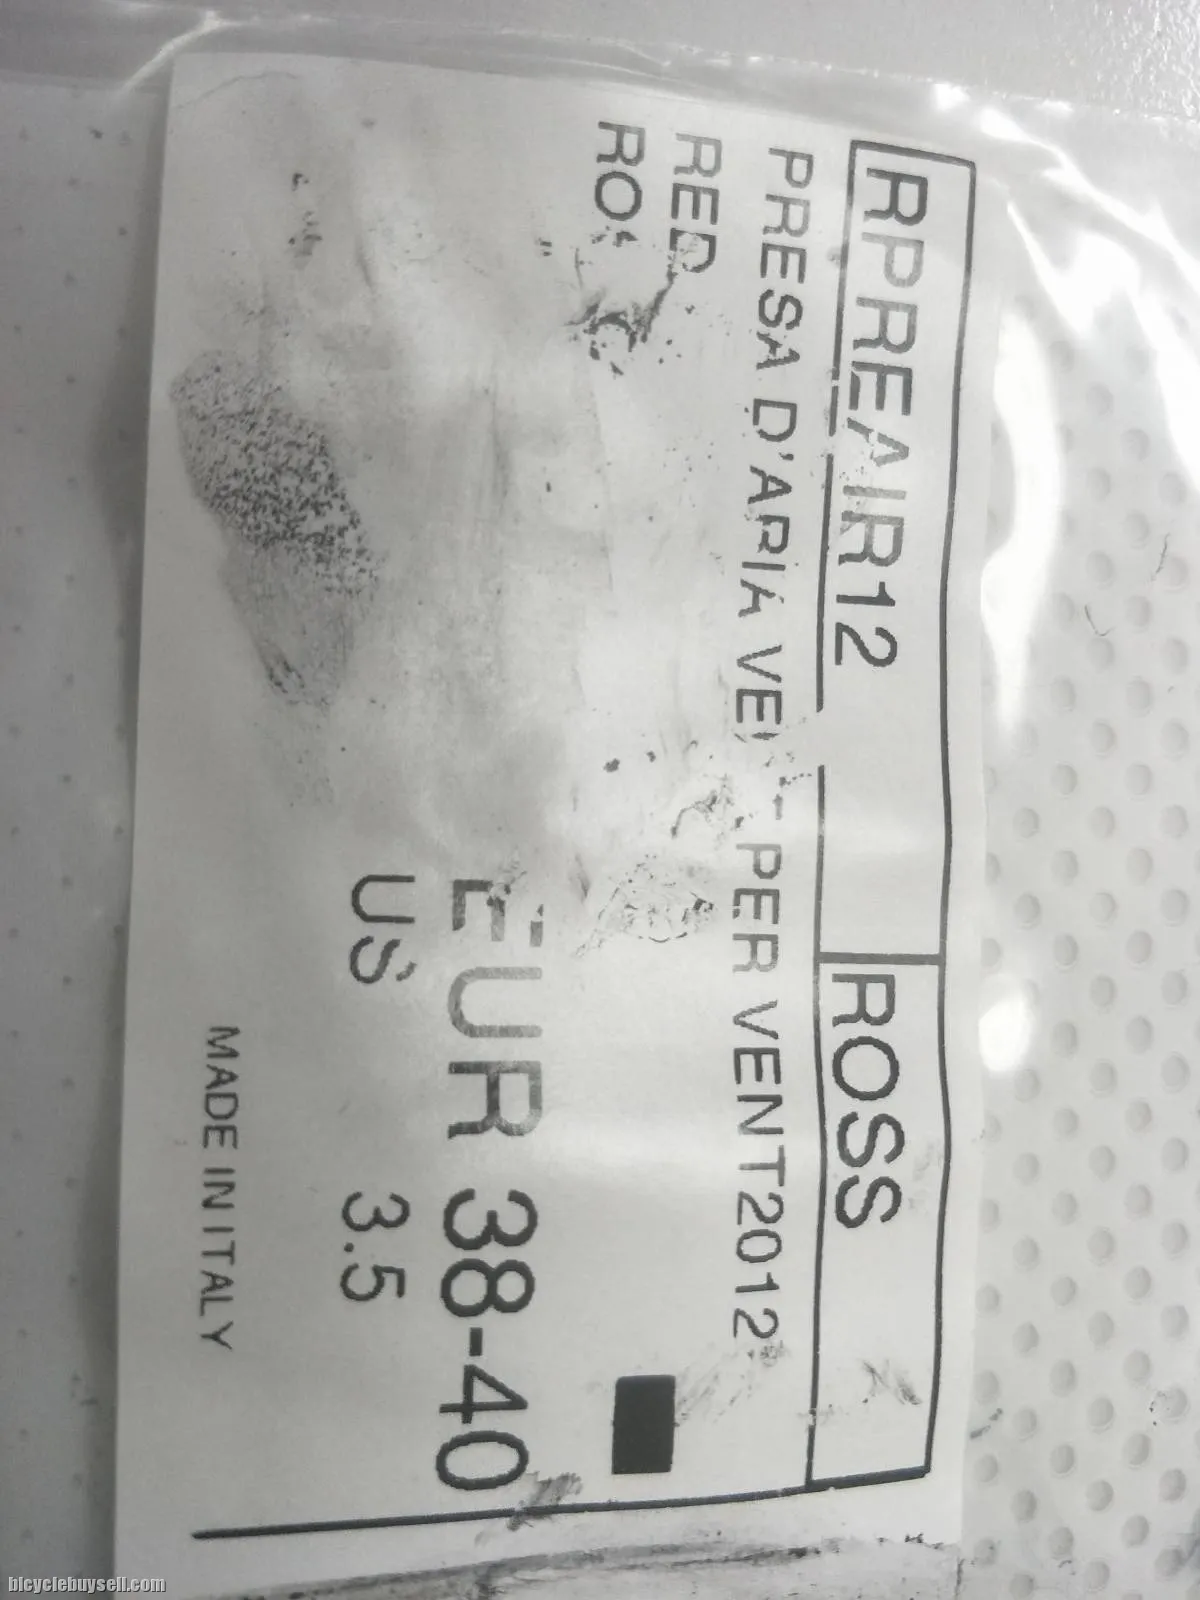 RPREAIR12 ROSS
PRESA D'ARIA - PER VENT2012
RED
EUR 38-40
US 3.5
MADE IN ITALY
bicyclebuysell.com